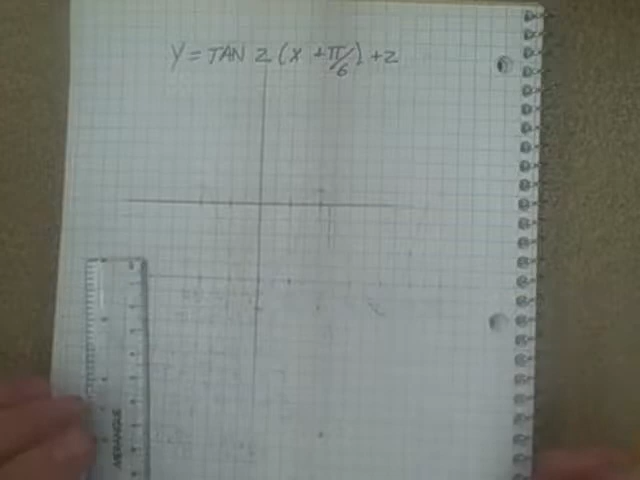 Y = TAN 2 (X + π/6) + 2